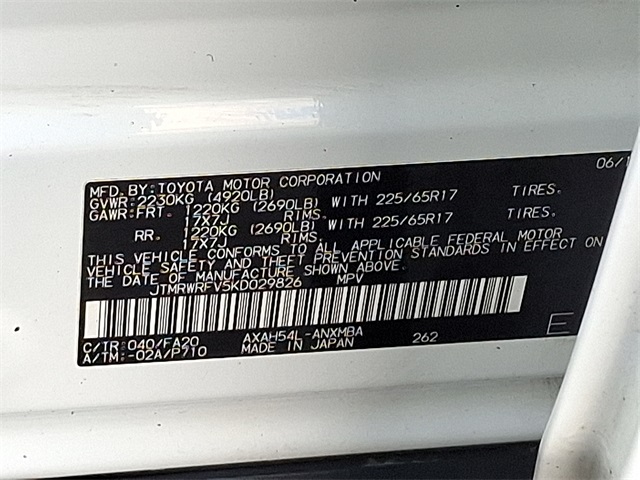 06/1
MFD. BY: TOYOTA MOTOR CORPORATION
GVWR: 2230KG (4920LB)
GAWR: FRT. 1220KG (2690LB) WITH 225/65R17 TIRES.
17X7J RIMS.
RR. 1220KG (2690LB) WITH 225/65R17 TIRES.
17X7J RIMS.
THIS VEHICLE CONFORMS TO ALL APPLICABLE FEDERAL MOTOR
VEHICLE SAFETY AND THEFT PREVENTION STANDARDS IN EFFECT ON
THE DATE OF MANUFACTURE SHOWN ABOVE.
JTMRWRFV5KD029826 MPV
C/TR: 040/FA20 AXAH54L-ANXMBA 262 E
A/TM: -02A/P710 MADE IN JAPAN